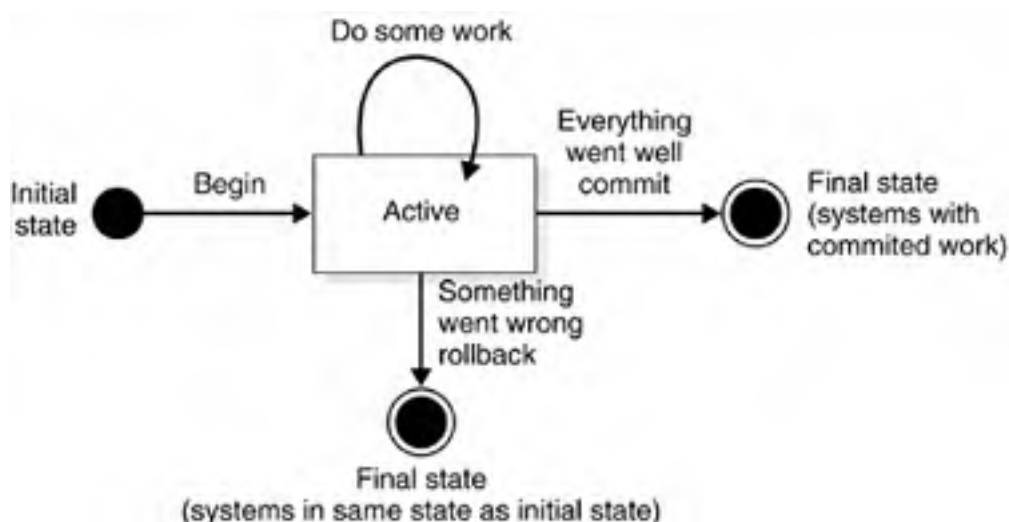 Do some work
Everything
went well
commit
Initial
state
Begin
Active
Final state
(systems with
commited work)
Something
went wrong
rollback
Final state
(systems in same state as initial state)